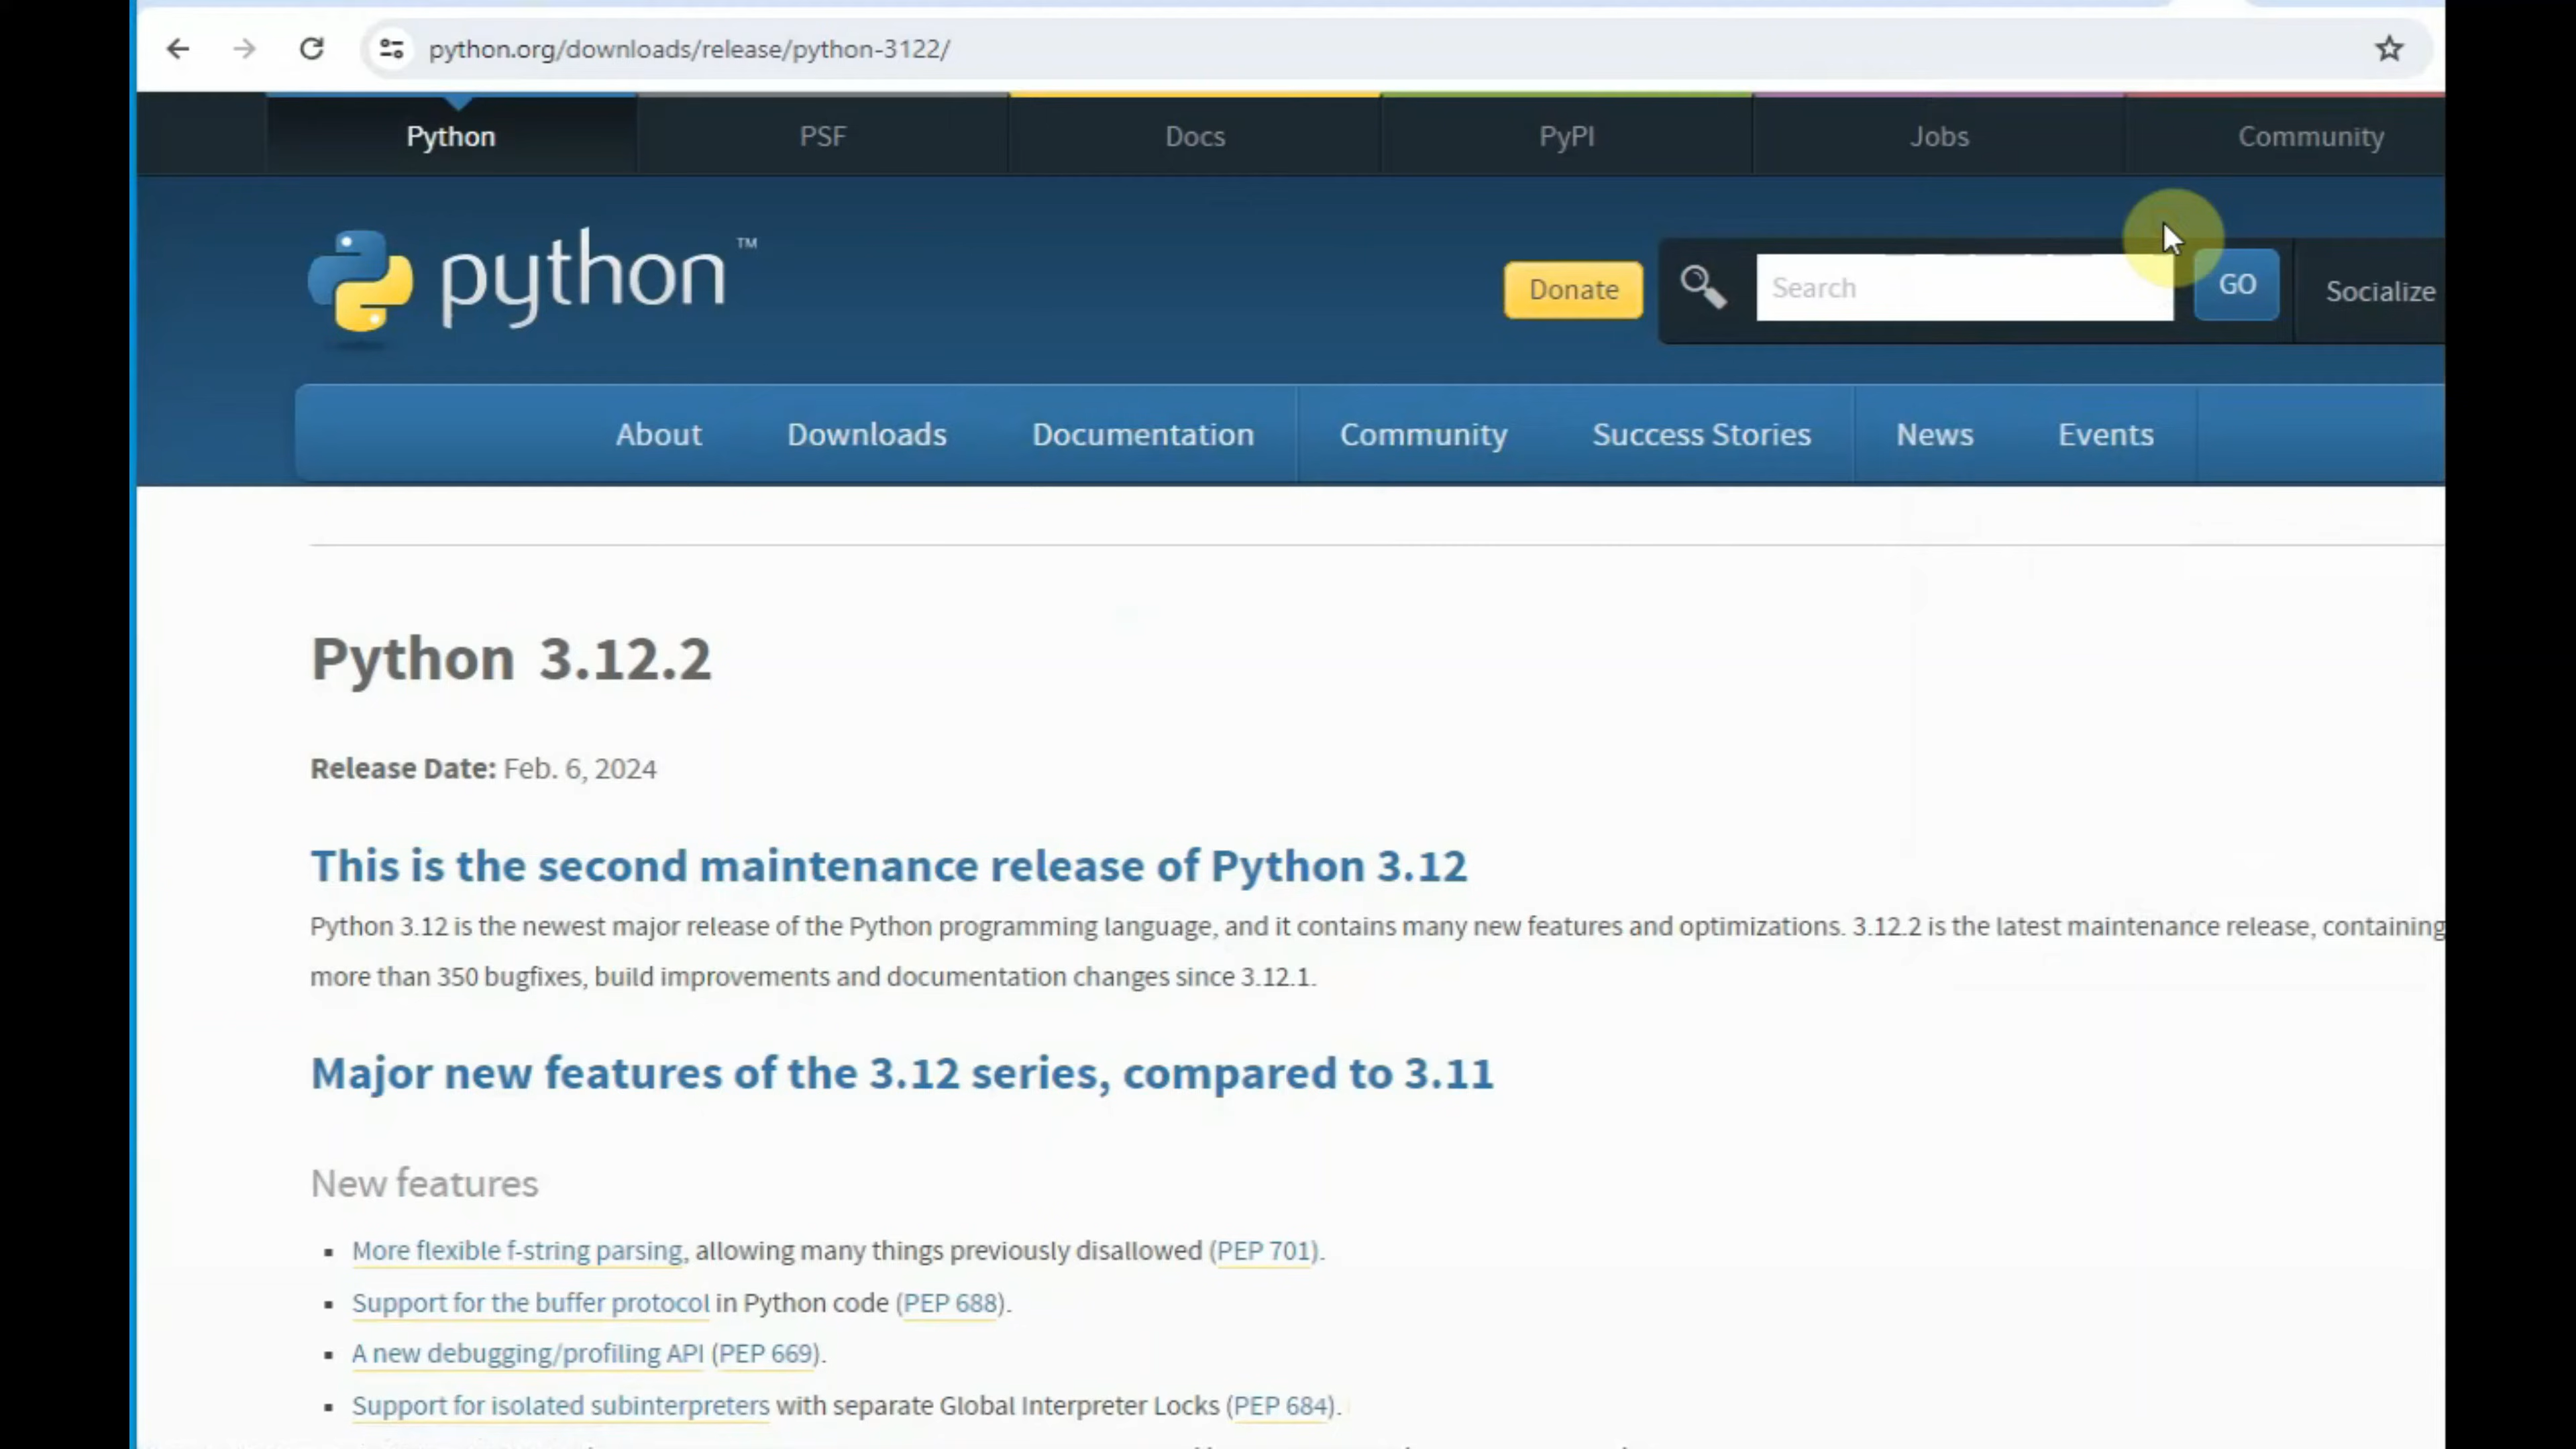 python.org/downloads/release/python-3122/
Python PSF Docs PyPI Jobs Community
python™
Donate Search GO Socialize
About Downloads Documentation Community Success Stories News Events
Python 3.12.2
Release Date: Feb. 6, 2024
This is the second maintenance release of Python 3.12
Python 3.12 is the newest major release of the Python programming language, and it contains many new features and optimizations. 3.12.2 is the latest maintenance release, containing
more than 350 bugfixes, build improvements and documentation changes since 3.12.1.
Major new features of the 3.12 series, compared to 3.11
New features
▪ More flexible f-string parsing, allowing many things previously disallowed (PEP 701).
▪ Support for the buffer protocol in Python code (PEP 688).
▪ A new debugging/profiling API (PEP 669).
▪ Support for isolated subinterpreters with separate Global Interpreter Locks (PEP 684).